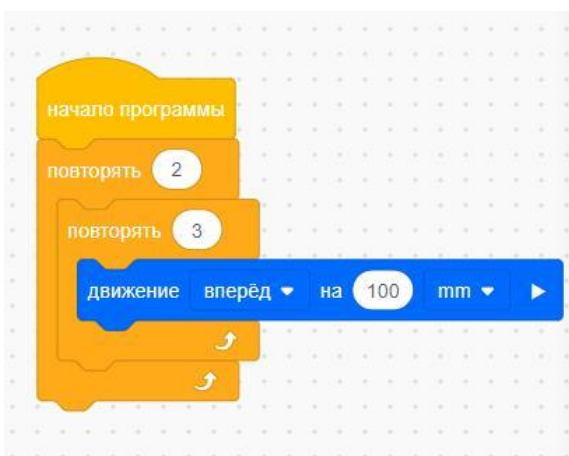 начало программы
повторять 2
повторять 3
движение вперёд на 100 mm